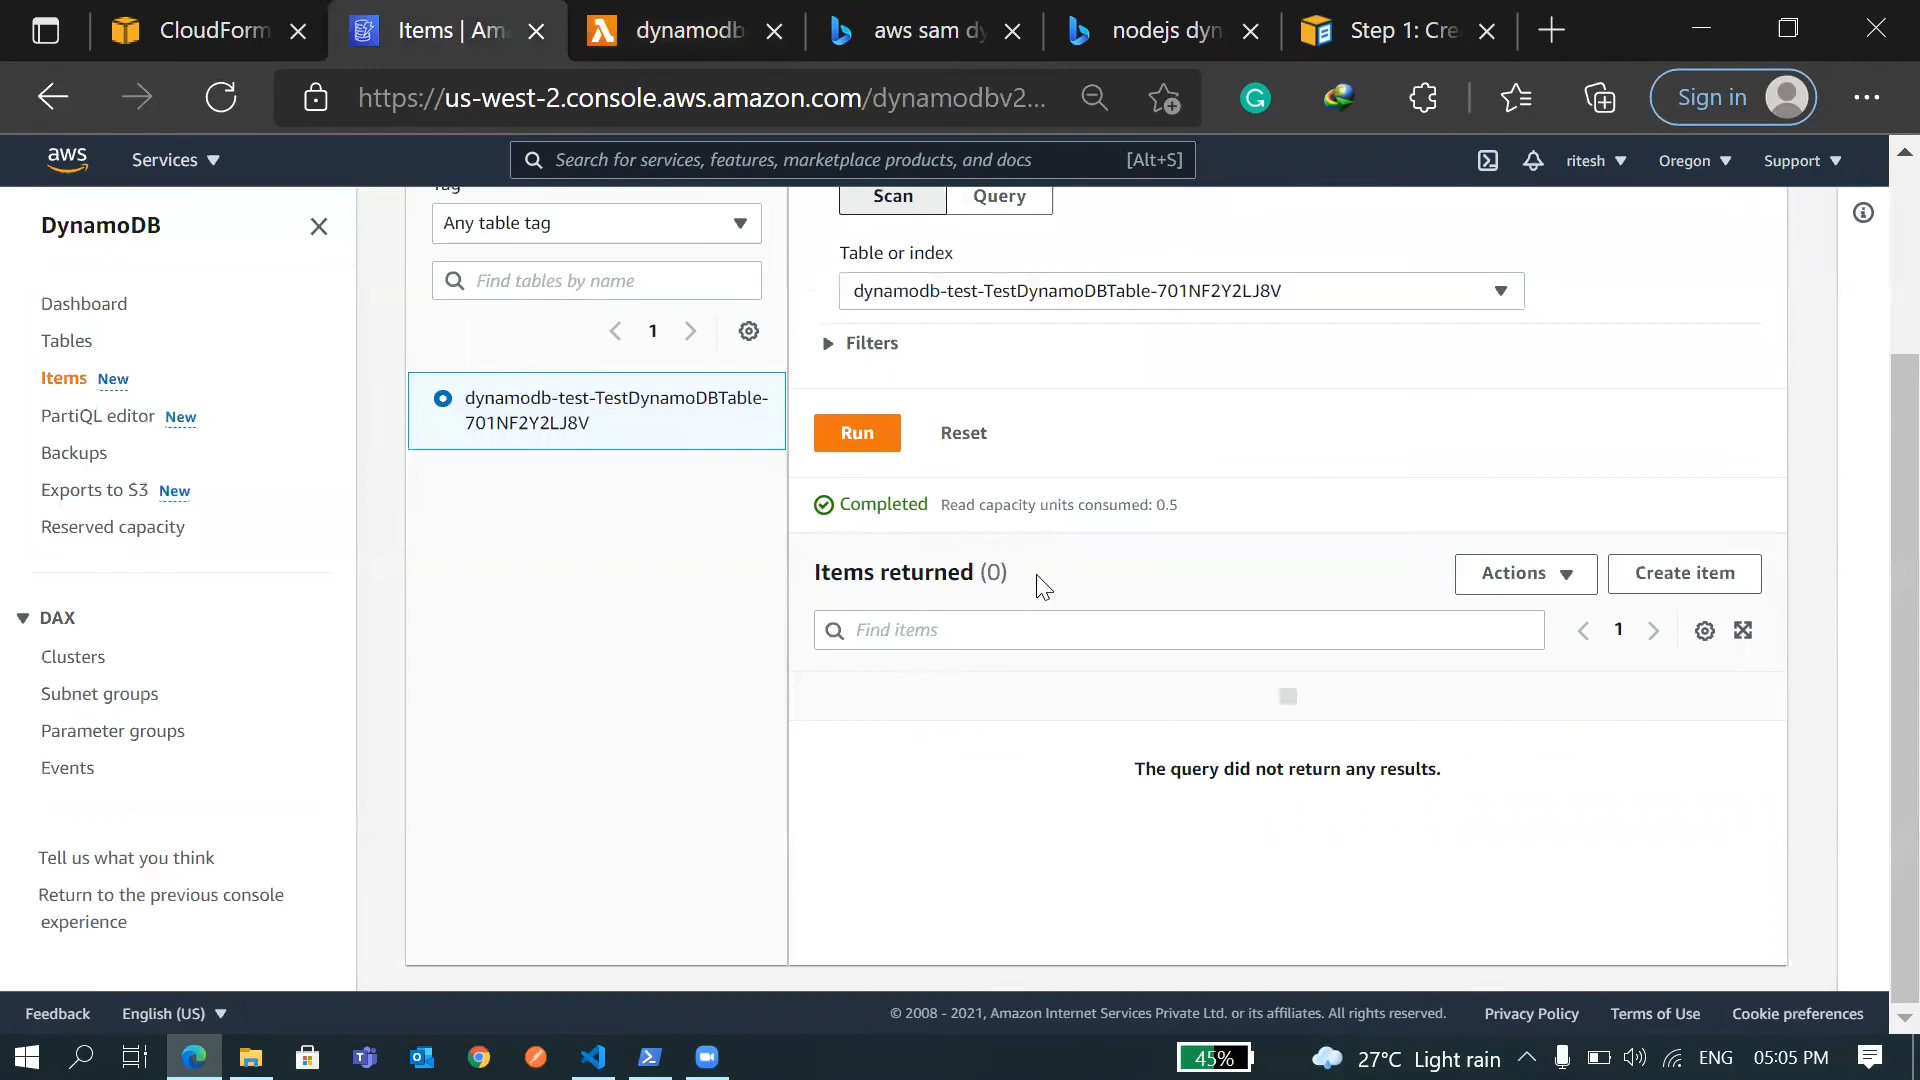 CloudForm
Items | Am
dynamodb
aws sam dy
nodejs dyn
Step 1: Cre
https://us-west-2.console.aws.amazon.com/dynamodbv2...
Sign in
aws
Services
Search for services, features, marketplace products, and docs
[Alt+S]
ritesh
Oregon
Support
DynamoDB
Dashboard
Tables
Items New
PartiQL editor New
Backups
Exports to S3 New
Reserved capacity
DAX
Clusters
Subnet groups
Parameter groups
Events
Tell us what you think
Return to the previous console
experience
Tag
Any table tag
Find tables by name
1
dynamodb-test-TestDynamoDBTable-
701NF2Y2LJ8V
Scan
Query
Table or index
dynamodb-test-TestDynamoDBTable-701NF2Y2LJ8V
Filters
Run
Reset
Completed
Read capacity units consumed: 0.5
Items returned (0)
Actions
Create item
Find items
1
The query did not return any results.
Feedback
English (US)
© 2008 - 2021, Amazon Internet Services Private Ltd. or its affiliates. All rights reserved.
Privacy Policy
Terms of Use
Cookie preferences
45%
27°C Light rain
ENG
05:05 PM